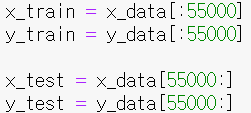 x_train = x_data[:55000]
y_train = y_data[:55000]
x_test = x_data[55000:]
y_test = y_data[55000:]